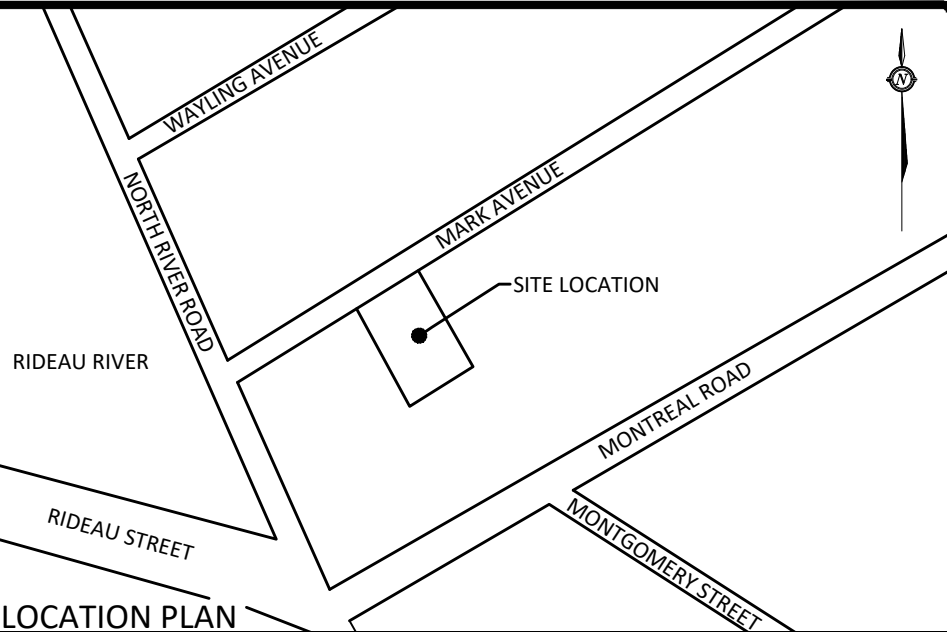 WAYLING AVENUE
N
NORTH RIVER ROAD
MARK AVENUE
SITE LOCATION
RIDEAU RIVER
MONTREAL ROAD
RIDEAU STREET
MONTGOMERY STREET
LOCATION PLAN